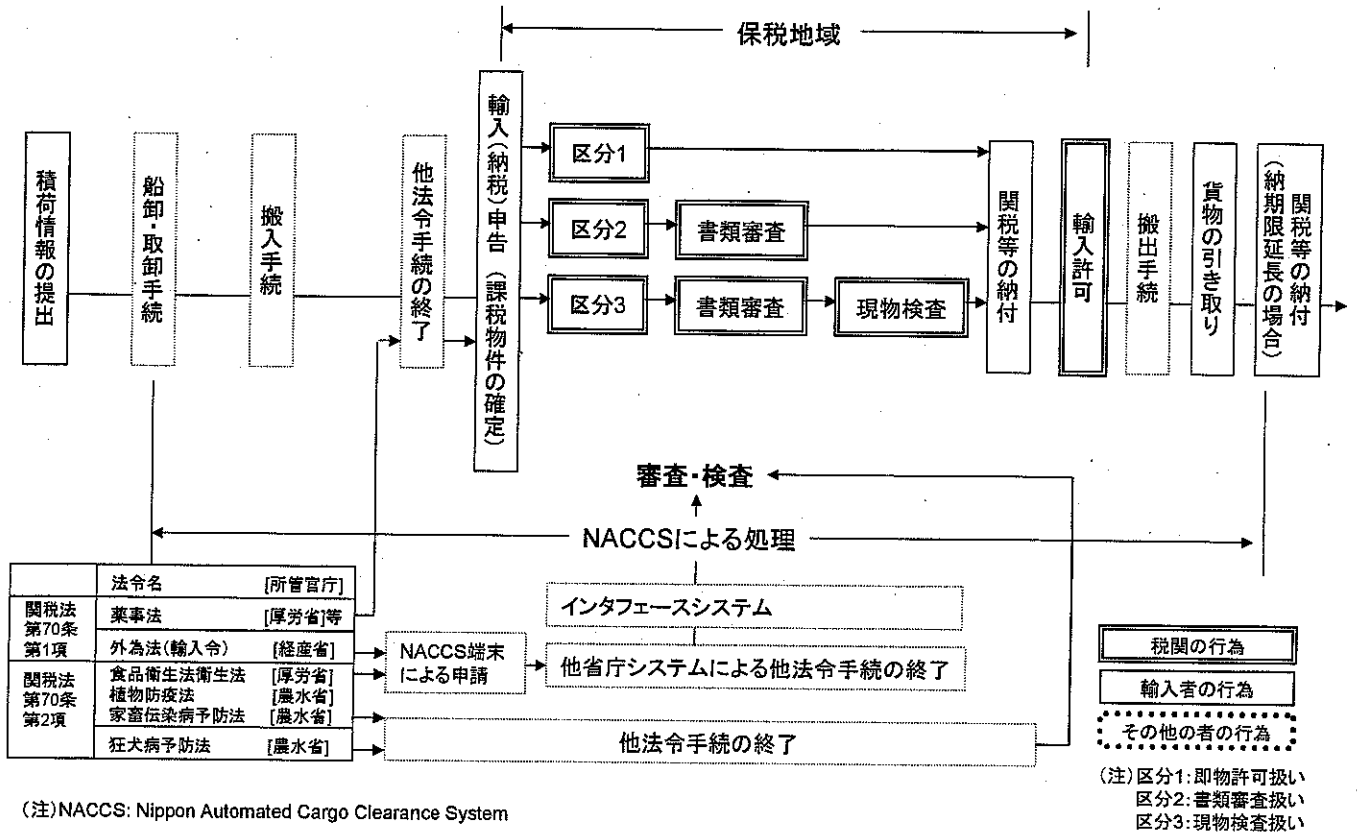 保税地域
積荷情報の提出
船卸・取卸手続
搬入手続
他法令手続の終了
輸入(納税)申告 (課税物件の確定)
区分1
区分2
書類審査
区分3
書類審査
現物検査
関税等の納付
輸入許可
搬出手続
貨物の引き取り
関税等の納付
(納期限延長の場合)
審査・検査
NACCSによる処理
法令名 [所管官庁]
関税法
第70条
第1項
薬事法 [厚労省]等
外為法(輸入令) [経産省]
関税法
第70条
第2項
食品衛生法衛生法 [厚労省]
植物防疫法 [農水省]
家畜伝染病予防法 [農水省]
狂犬病予防法 [農水省]
NACCS端末
による申請
インタフェースシステム
他省庁システムによる他法令手続の終了
他法令手続の終了
税関の行為
輸入者の行為
その他の者の行為
(注)区分1:即物許可扱い
区分2:書類審査扱い
区分3:現物検査扱い
(注)NACCS: Nippon Automated Cargo Clearance System